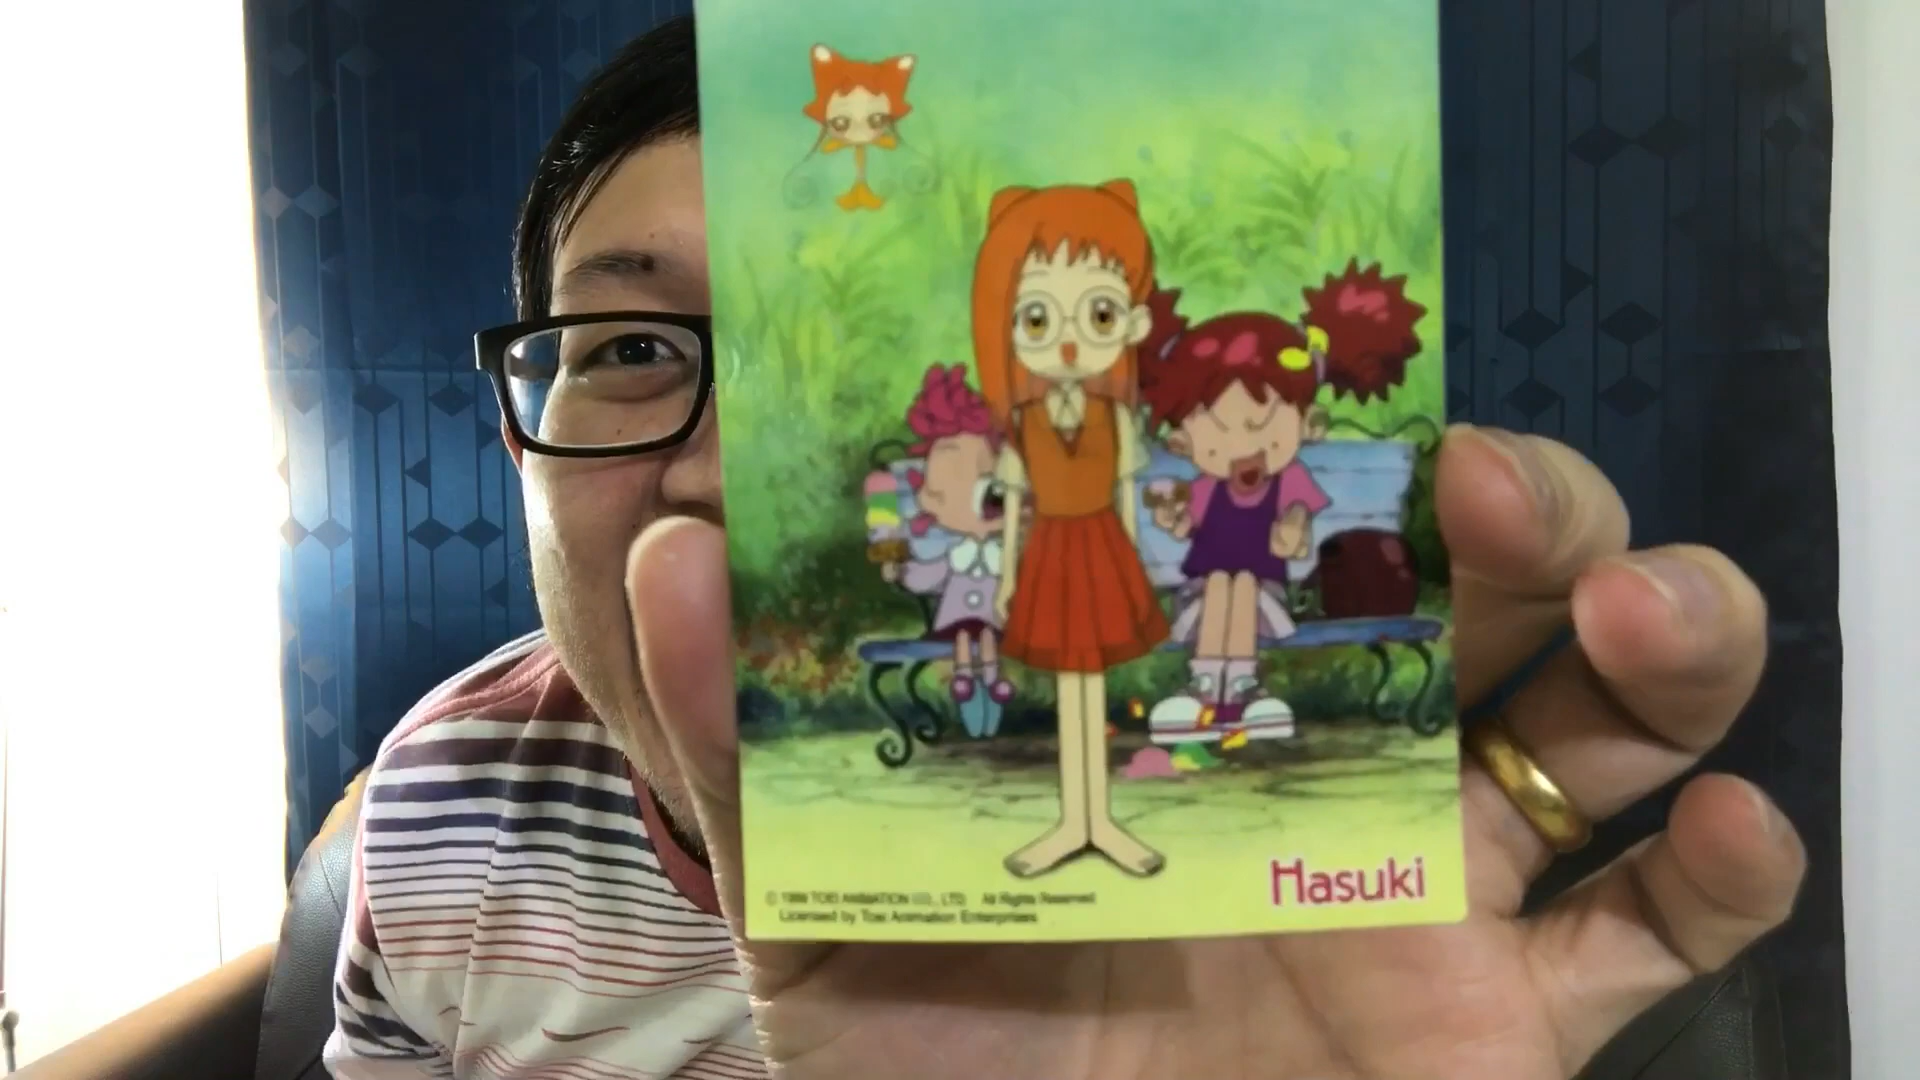 © 1999 TOEI ANIMATION CO., LTD All Rights Reserved
Licensed by Toei Animation Enterprises
Hasuki